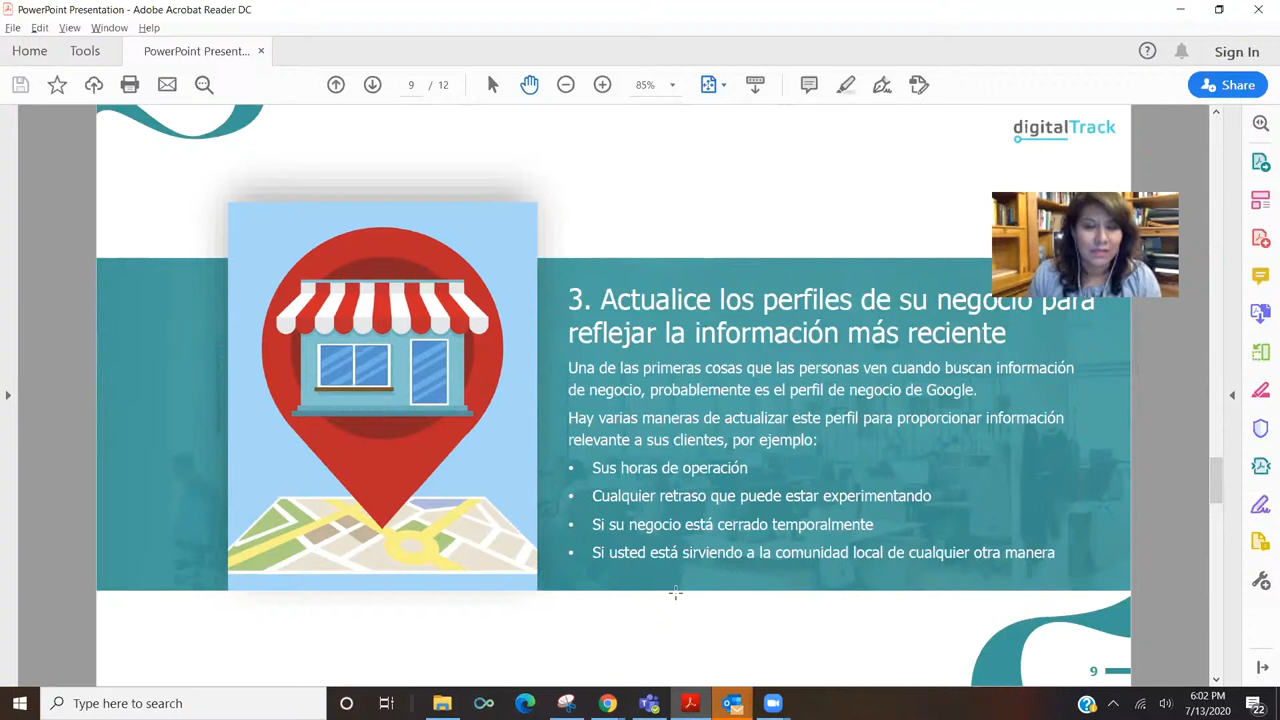 PowerPoint Presentation - Adobe Acrobat Reader DC
File Edit View Window Help
Home Tools PowerPoint Present... × Sign In
9 / 12 85% Share
digitalTrack
3. Actualice los perfiles de su negocio para
reflejar la información más reciente
Una de las primeras cosas que las personas ven cuando buscan información
de negocio, probablemente es el perfil de negocio de Google.
Hay varias maneras de actualizar este perfil para proporcionar información
relevante a sus clientes, por ejemplo:
• Sus horas de operación
• Cualquier retraso que puede estar experimentando
• Si su negocio está cerrado temporalmente
• Si usted está sirviendo a la comunidad local de cualquier otra manera
9
Type here to search
6:02 PM
7/13/2020
22